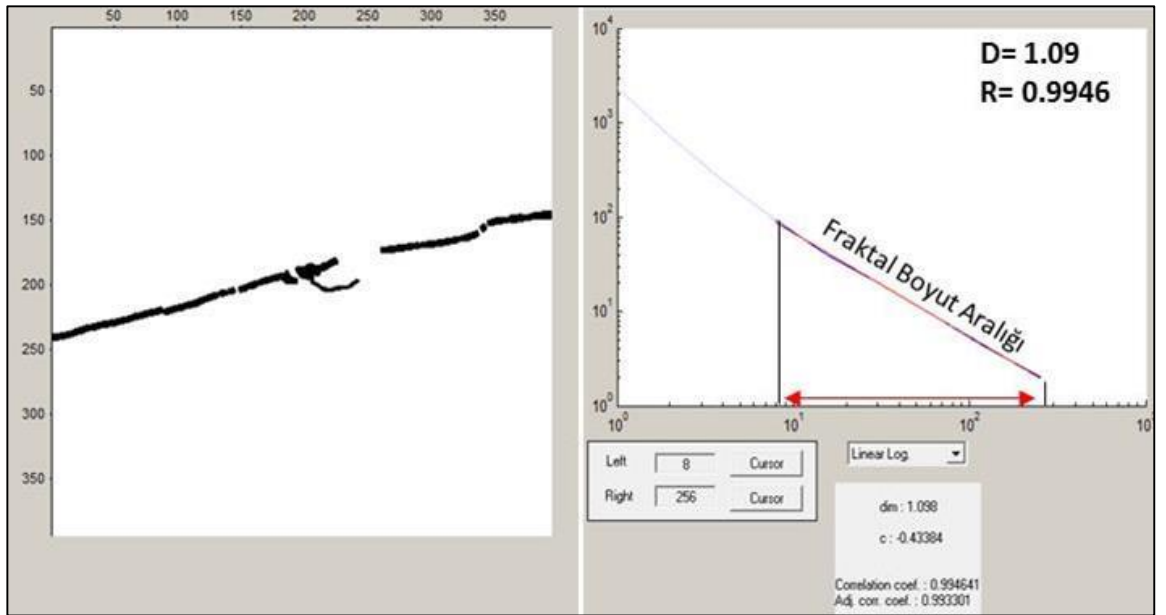 50 100 150 200 250 300 350
50
100
150
200
250
300
350
10^4
10^3
10^2
10^1
10^0
10^0 10^1 10^2
D= 1.09
R= 0.9946
Fraktal Boyut Aralığı
Left 8 Cursor
Right 256 Cursor
Linear Log.
dim : 1.098
c : -0.43384
Correlation coef. : 0.994641
Adj. corr. coef. : 0.993301